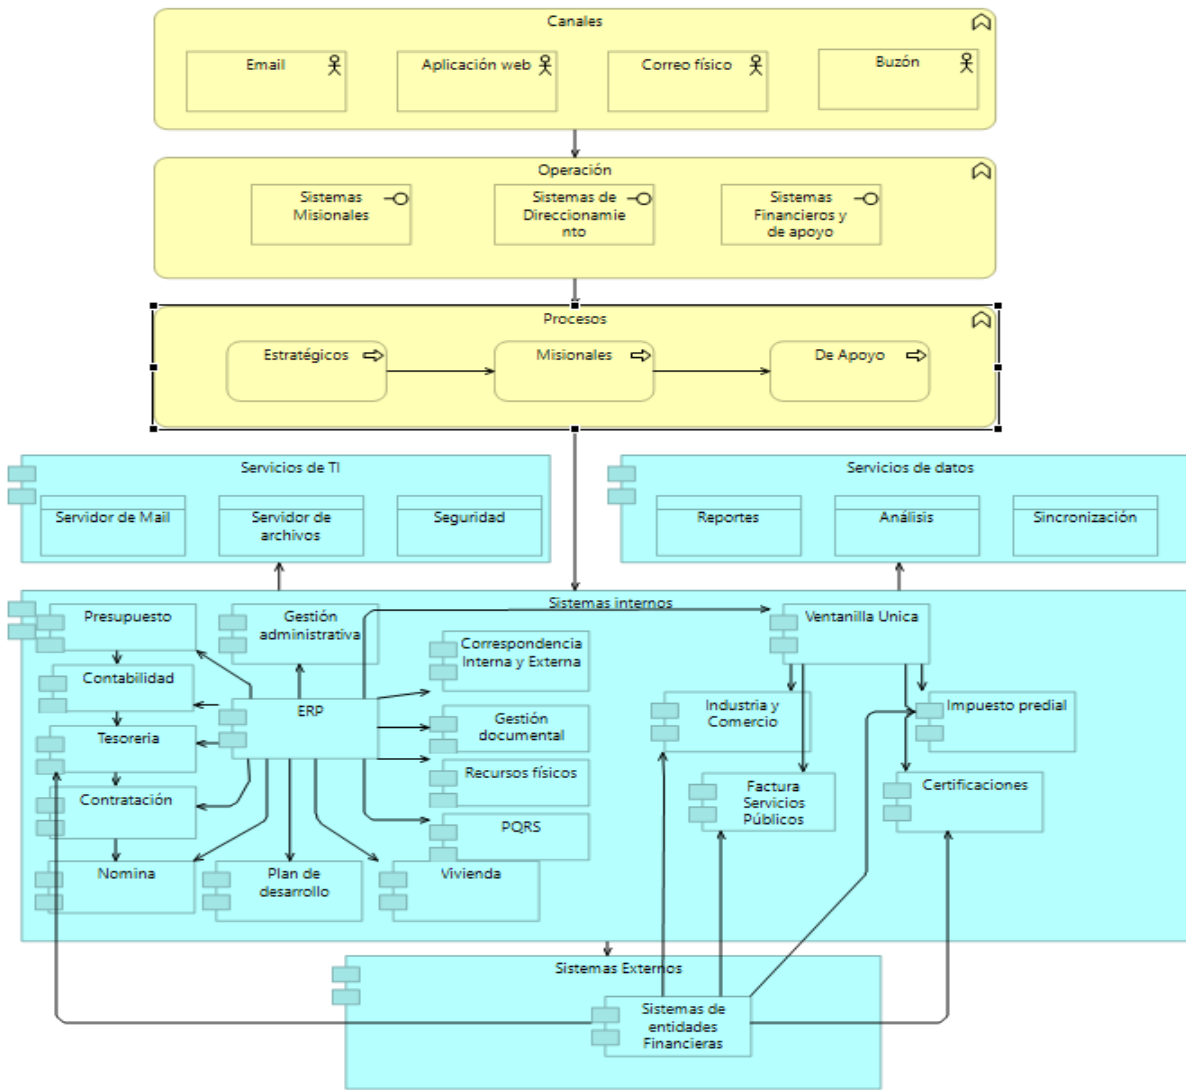 Canales
Email
Aplicación web
Correo físico
Buzón
Operación
Sistemas
Misionales
Sistemas de
Direccionamie
nto
Sistemas
Financieros y
de apoyo
Procesos
Estratégicos
Misionales
De Apoyo
Servicios de TI
Servidor de Mail
Servidor de
archivos
Seguridad
Servicios de datos
Reportes
Análisis
Sincronización
Sistemas internos
Presupuesto
Gestión
administrativa
Ventanilla Unica
Correspondencia
Interna y Externa
Contabilidad
ERP
Industria y
Comercio
Impuesto predial
Tesoreria
Gestión
documental
Recursos físicos
Contratación
Factura
Servicios
Públicos
Certificaciones
PQRS
Nomina
Plan de
desarrollo
Vivienda
Sistemas Externos
Sistemas de
entidades
Financieras